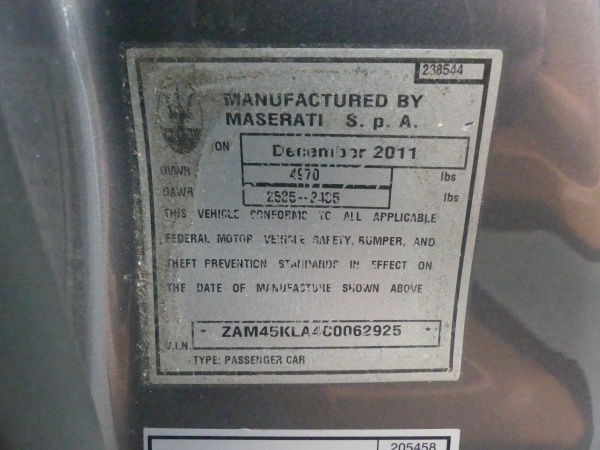 238544
MANUFACTURED BY
MASERATI S. p. A.
ON December 2011
GVWR 4970 lbs
GAWR 2535--2435 lbs
THIS VEHICLE CONFORMS TO ALL APPLICABLE
FEDERAL MOTOR VEHICLE SAFETY, BUMPER, AND
THEFT PREVENTION STANDARDS IN EFFECT ON
THE DATE OF MANUFACTURE SHOWN ABOVE
V.I.N. * ZAM45KLA4C0062925 *
TYPE: PASSENGER CAR
205458